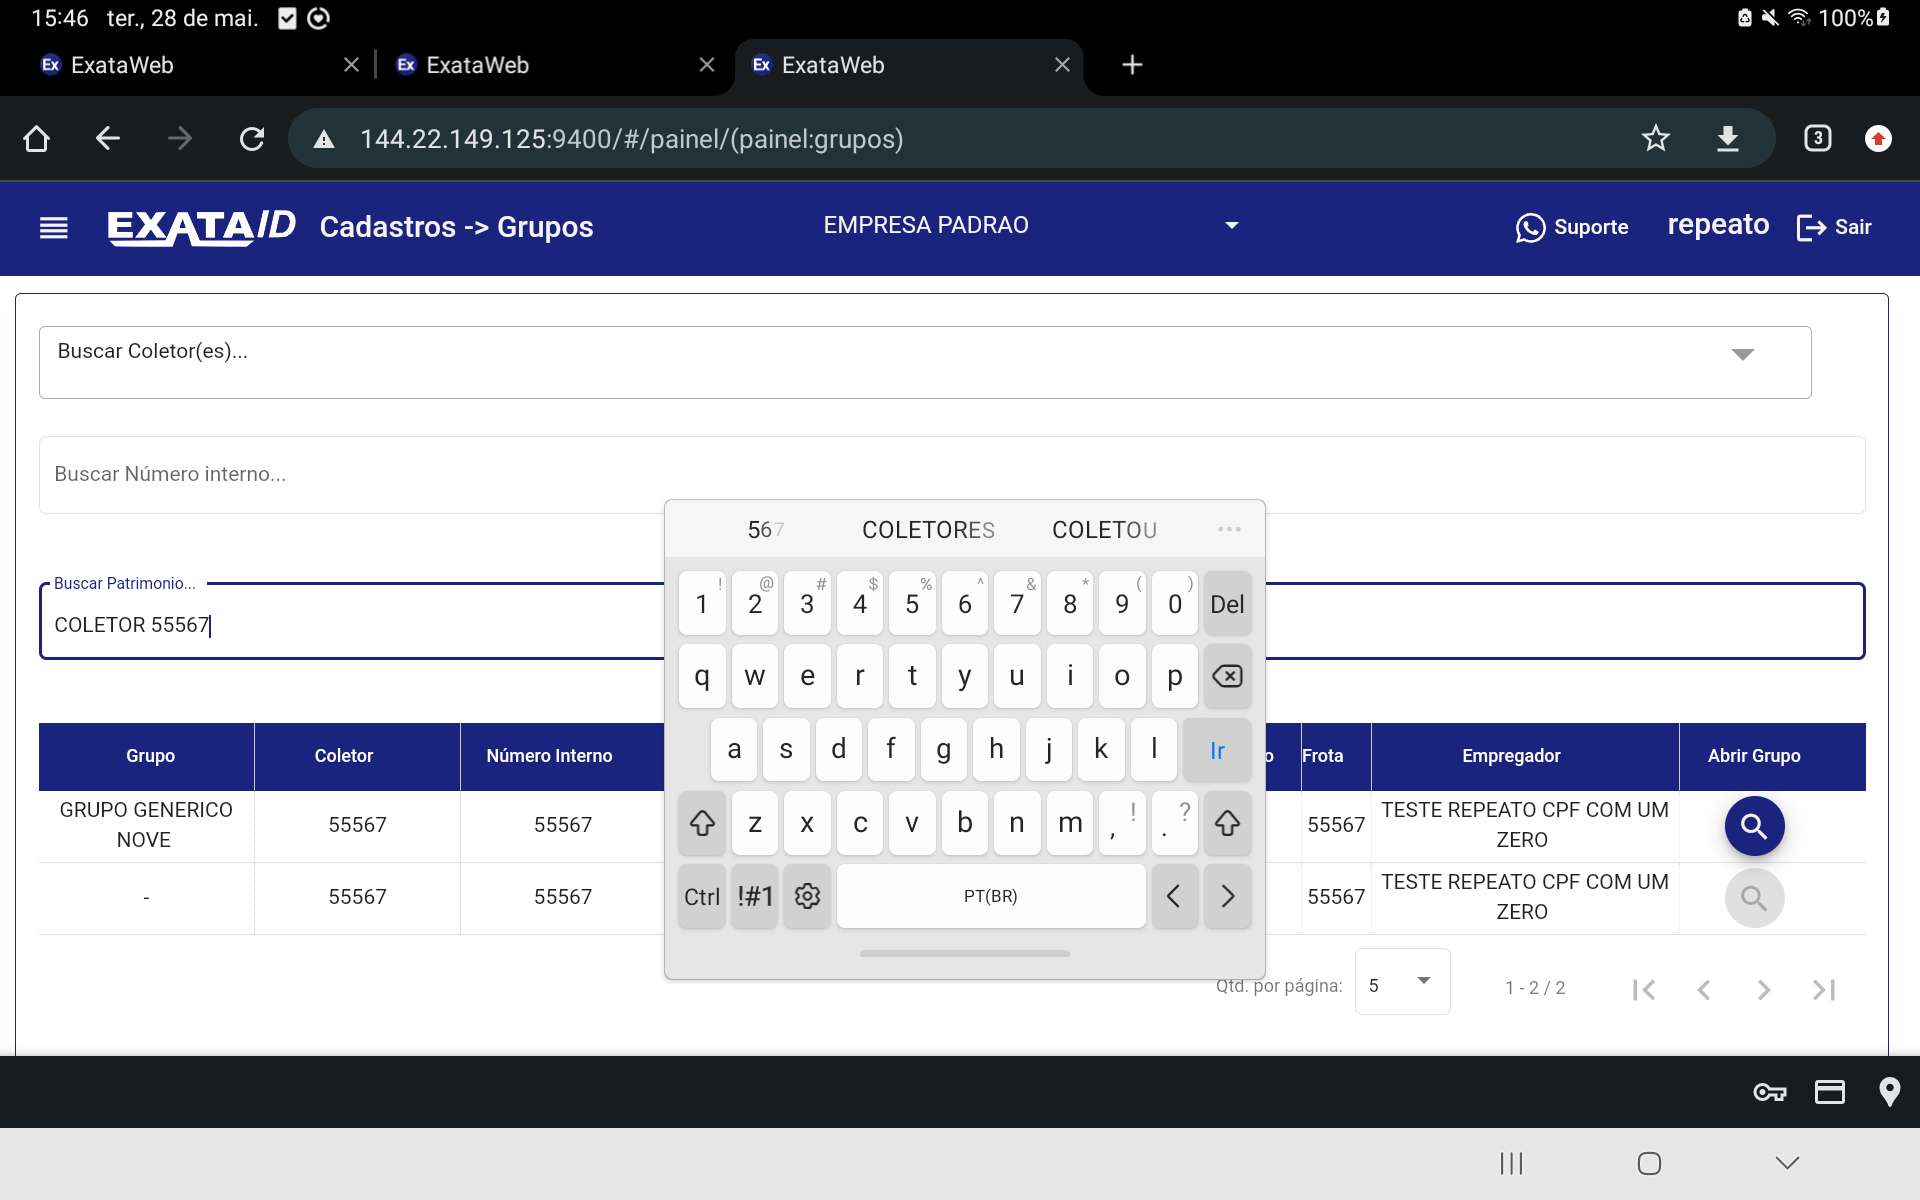 15:46 ter., 28 de mai.
100%
Ex ExataWeb
Ex ExataWeb
Ex ExataWeb
144.22.149.125:9400/#/painel/(painel:grupos)
3
EXATA/D Cadastros -> Grupos
EMPRESA PADRAO
Suporte
repeato
Sair
Buscar Coletor(es)...
Buscar Número interno...
Buscar Patrimonio...
COLETOR 55567
567 COLETORES COLETOU ...
! @ # $ % ^ & * ( )
1 2 3 4 5 6 7 8 9 0 Del
q w e r t y u i o p
a s d f g h j k l Ir
z x c v b n m , ! . ?
Ctrl !#1 PT(BR) < >
Grupo Coletor Número Interno o Frota Empregador Abrir Grupo
GRUPO GENERICO
NOVE
55567 55567 55567
TESTE REPEATO CPF COM UM
ZERO
- 55567 55567 55567
TESTE REPEATO CPF COM UM
ZERO
Qtd. por página: 5 1 - 2 / 2